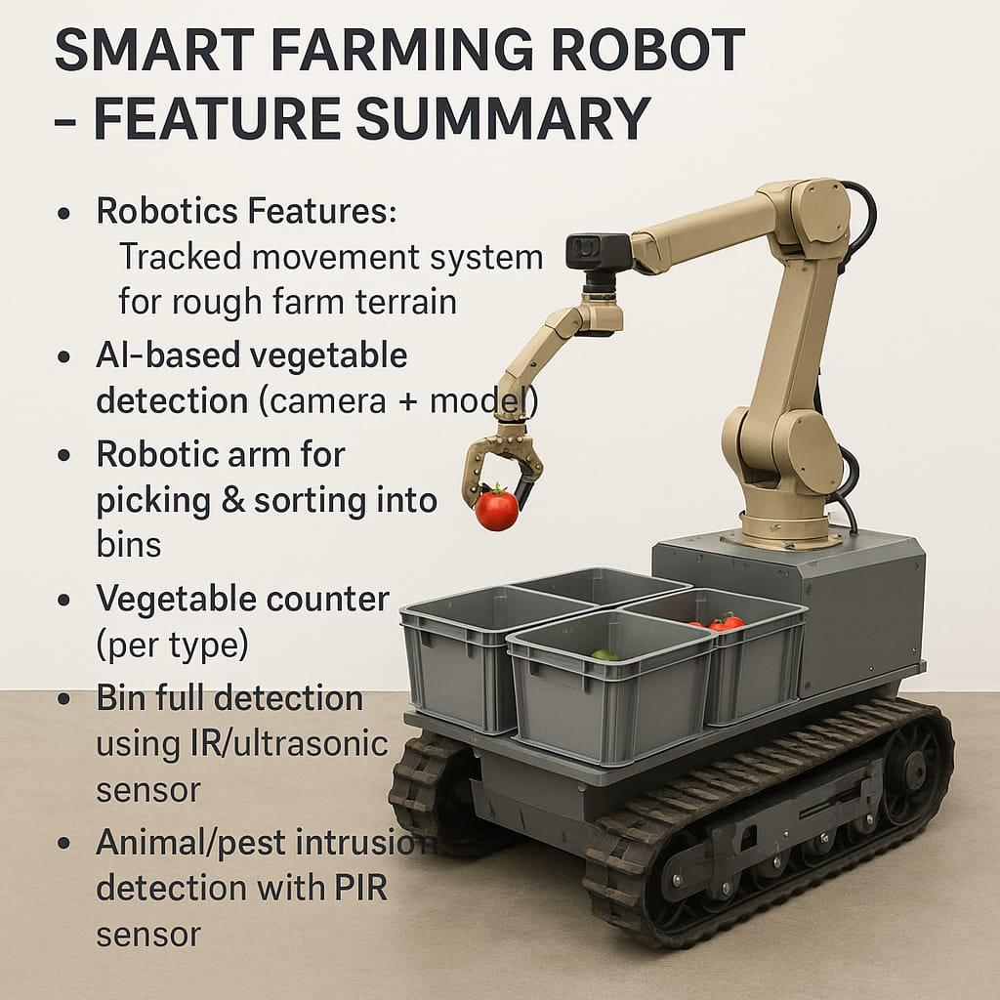 SMART FARMING ROBOT
- FEATURE SUMMARY
• Robotics Features:
Tracked movement system
for rough farm terrain
• AI-based vegetable
detection (camera + model)
• Robotic arm for
picking & sorting into
bins
• Vegetable counter
(per type)
• Bin full detection
using IR/ultrasonic
sensor
• Animal/pest intrusion
detection with PIR
sensor